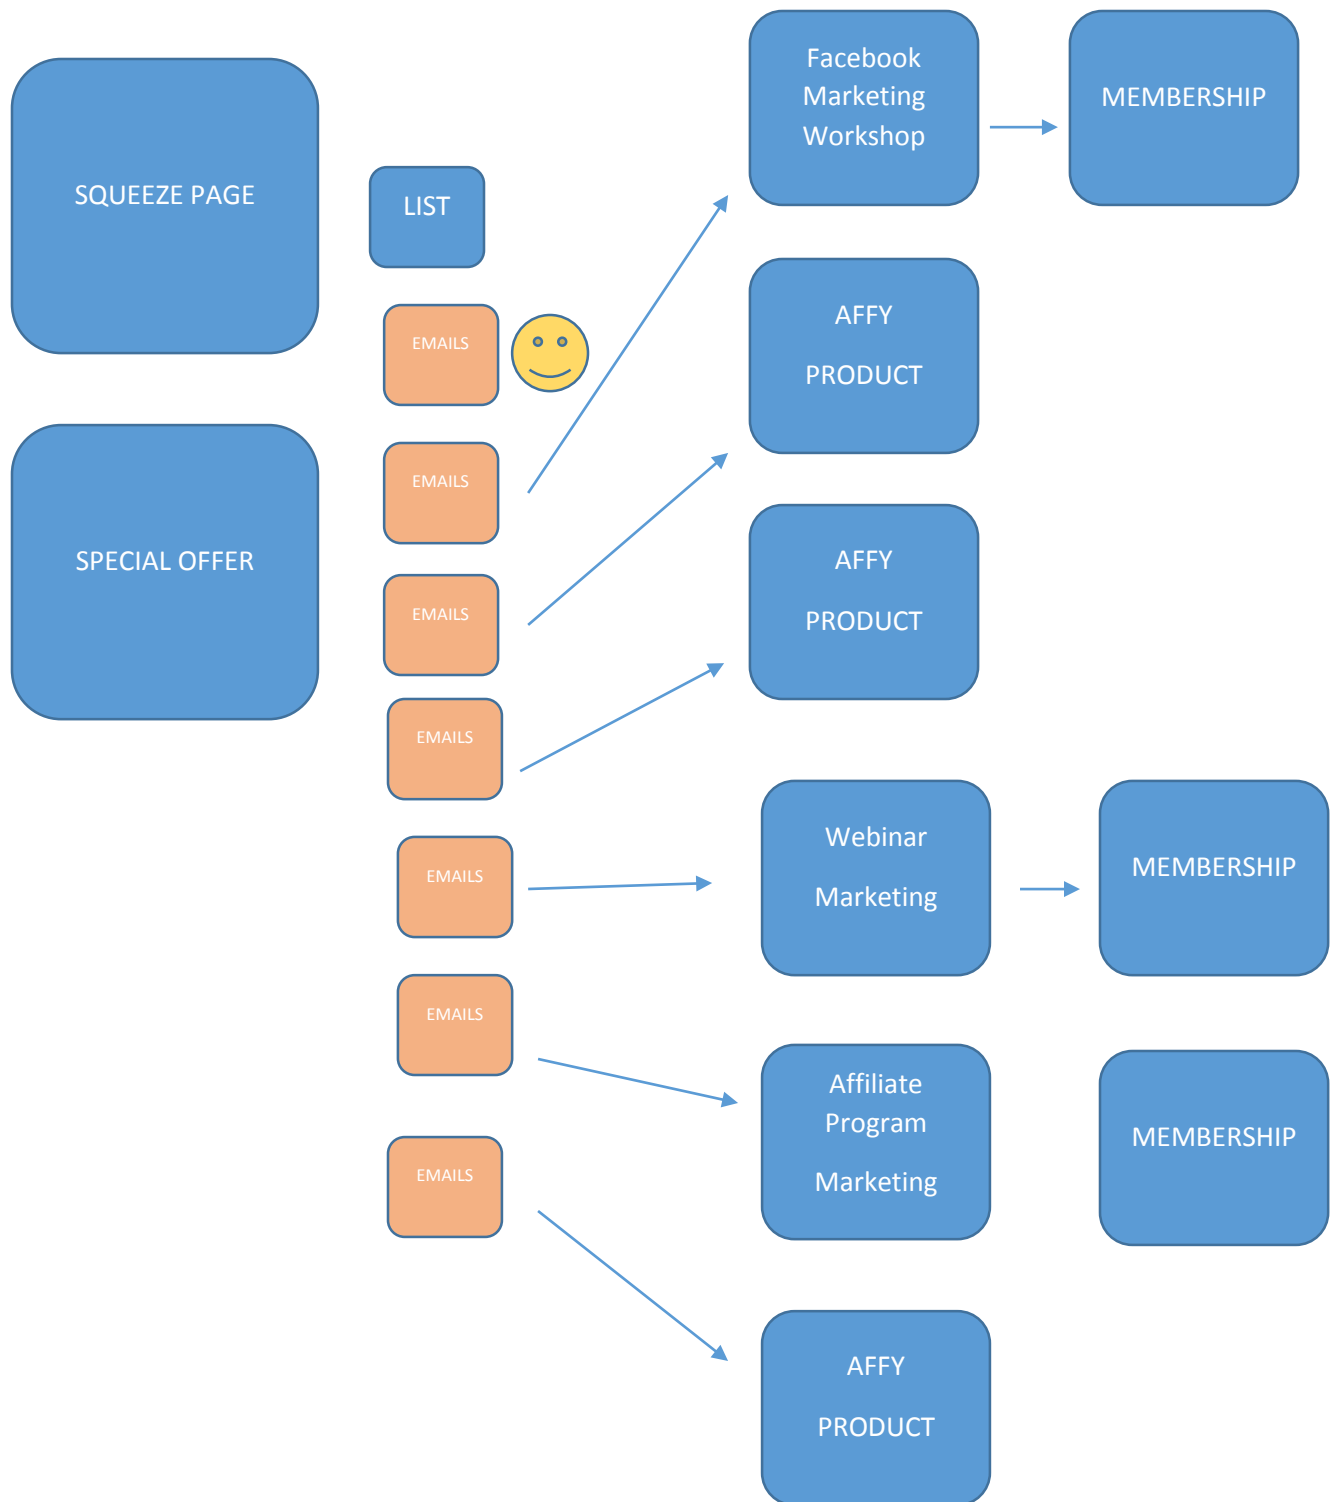 SQUEEZE PAGE
SPECIAL OFFER
LIST
EMAILS
EMAILS
EMAILS
EMAILS
EMAILS
EMAILS
EMAILS
Facebook
Marketing
Workshop
MEMBERSHIP
AFFY
PRODUCT
AFFY
PRODUCT
Webinar
Marketing
MEMBERSHIP
Affiliate
Program
Marketing
MEMBERSHIP
AFFY
PRODUCT